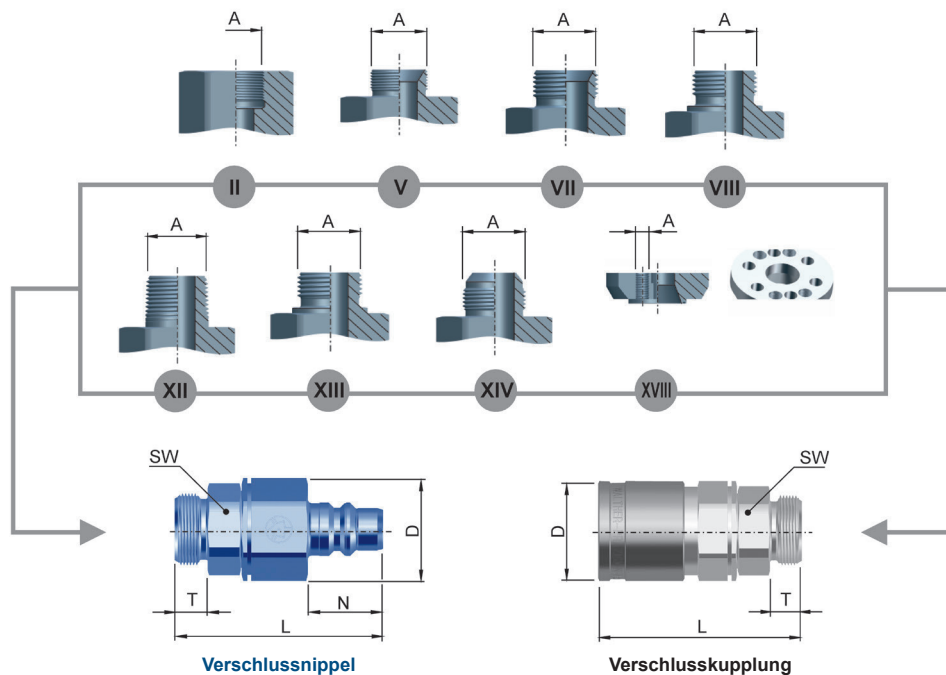 A
A
A
A
II
V
VII
VIII
A
A
A
A
XII
XIII
XIV
XVIII
SW
SW
D
D
T
N
T
L
L
Verschlussnippel
Verschlusskupplung